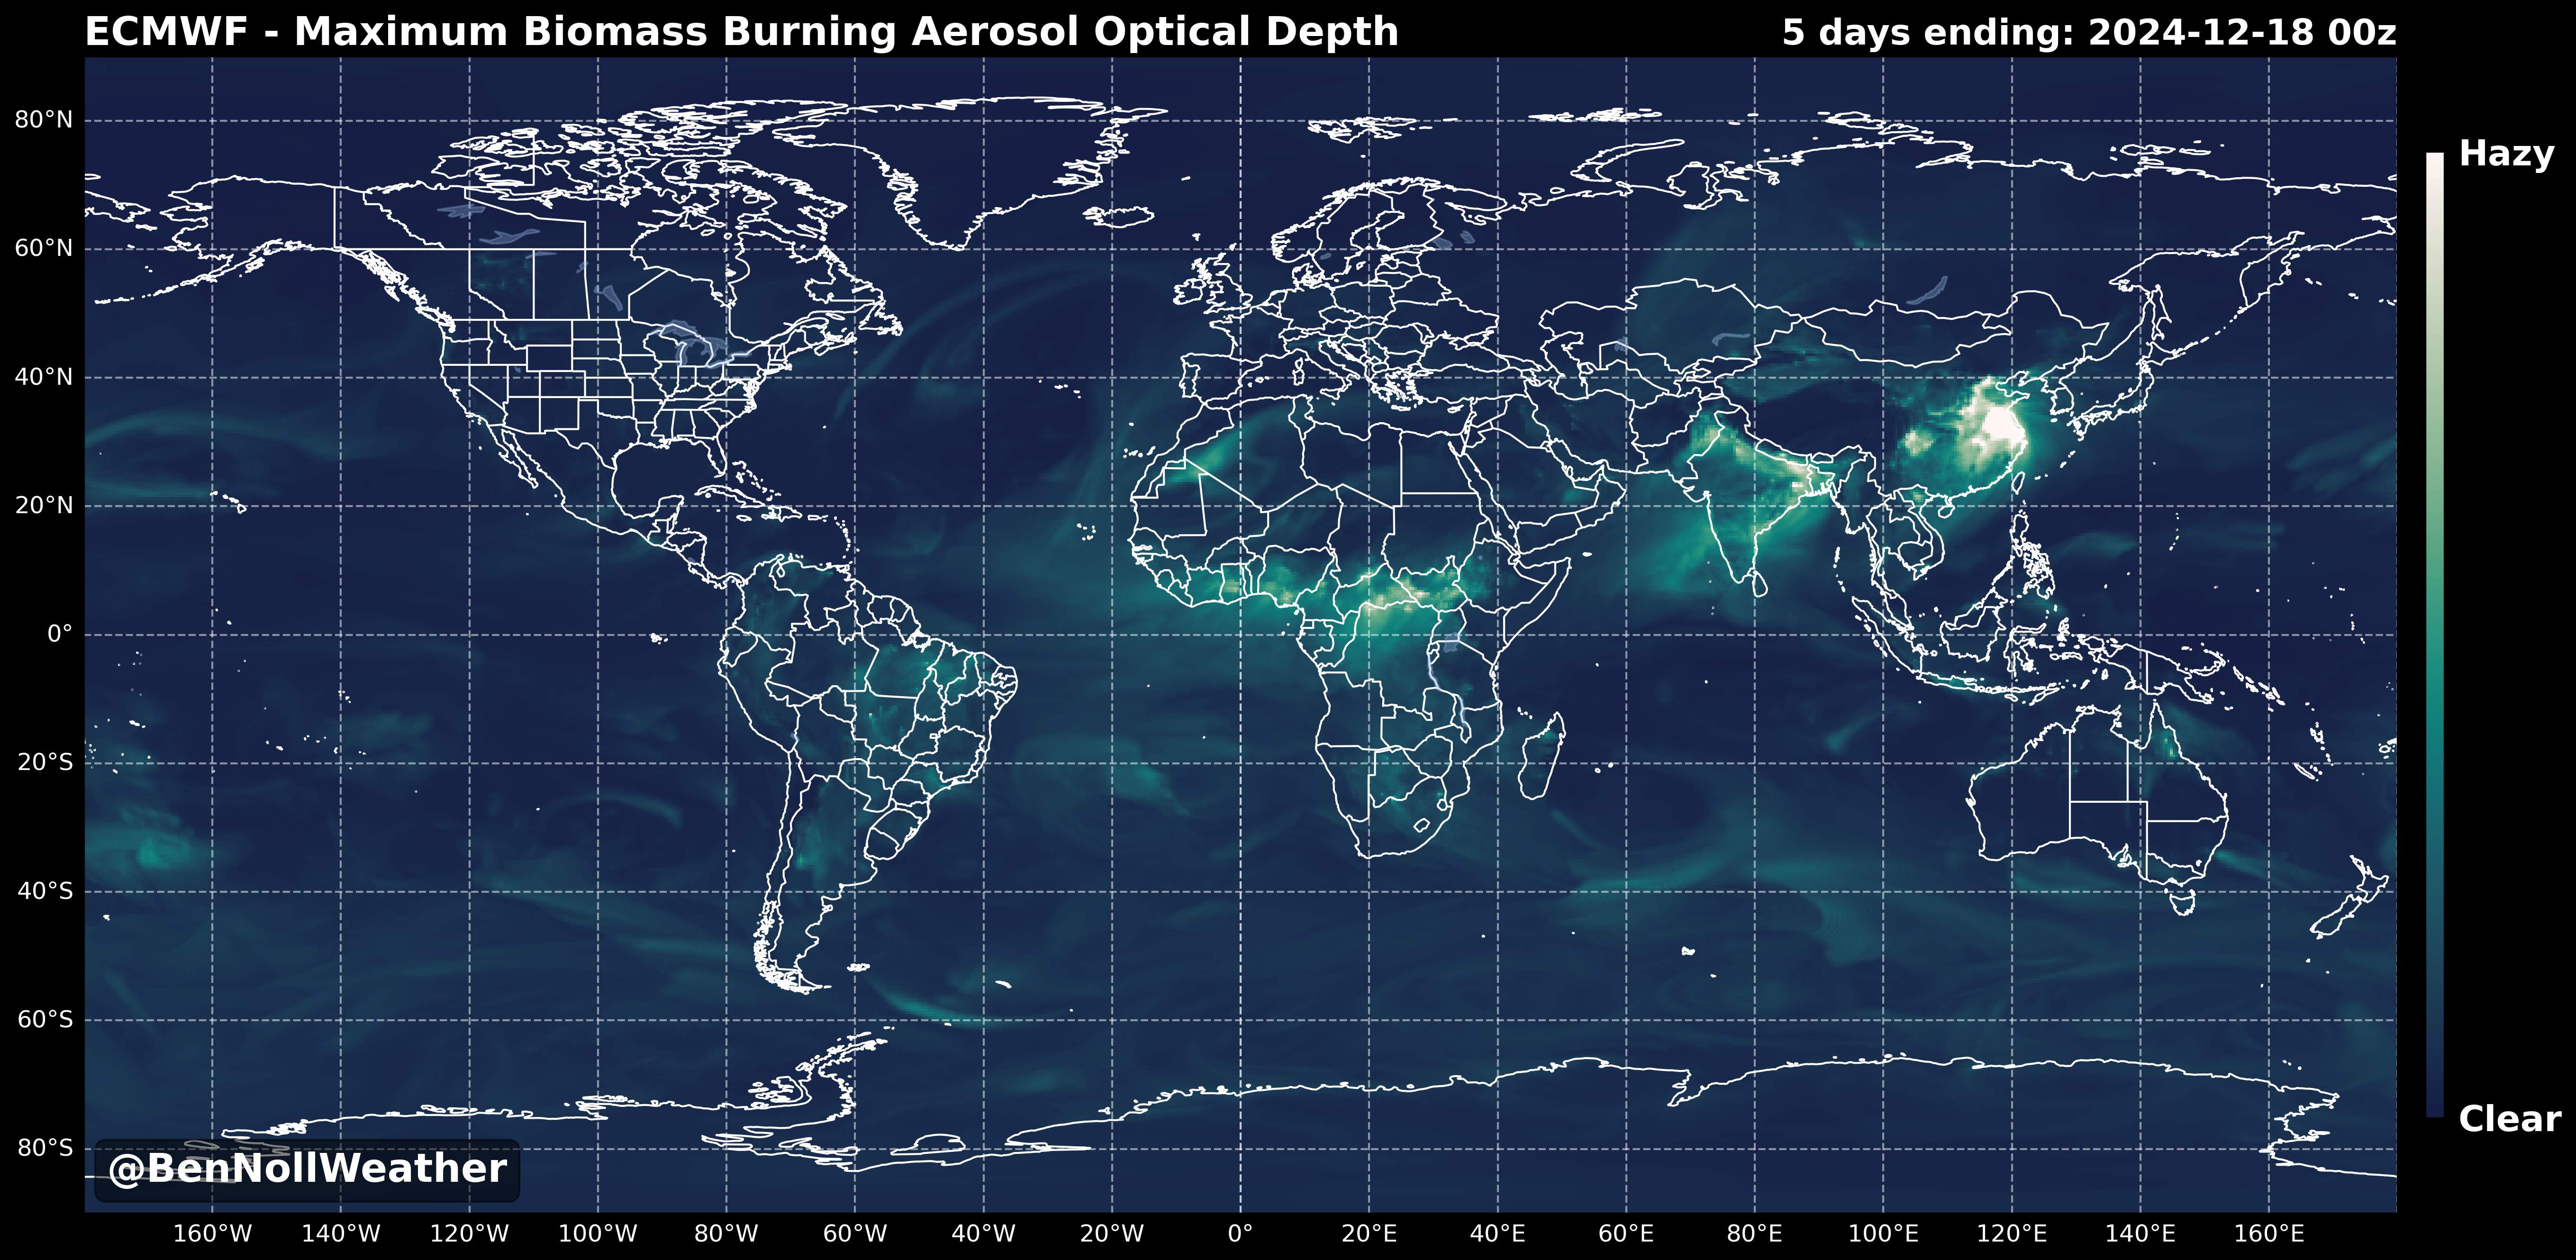 ECMWF - Maximum Biomass Burning Aerosol Optical Depth
5 days ending: 2024-12-18 00z
Hazy
80°N
60°N
40°N
20°N
0°
20°S
40°S
60°S
80°S
Clear
@BenNollWeather
160°W 140°W 120°W 100°W 80°W 60°W 40°W 20°W 0° 20°E 40°E 60°E 80°E 100°E 120°E 140°E 160°E